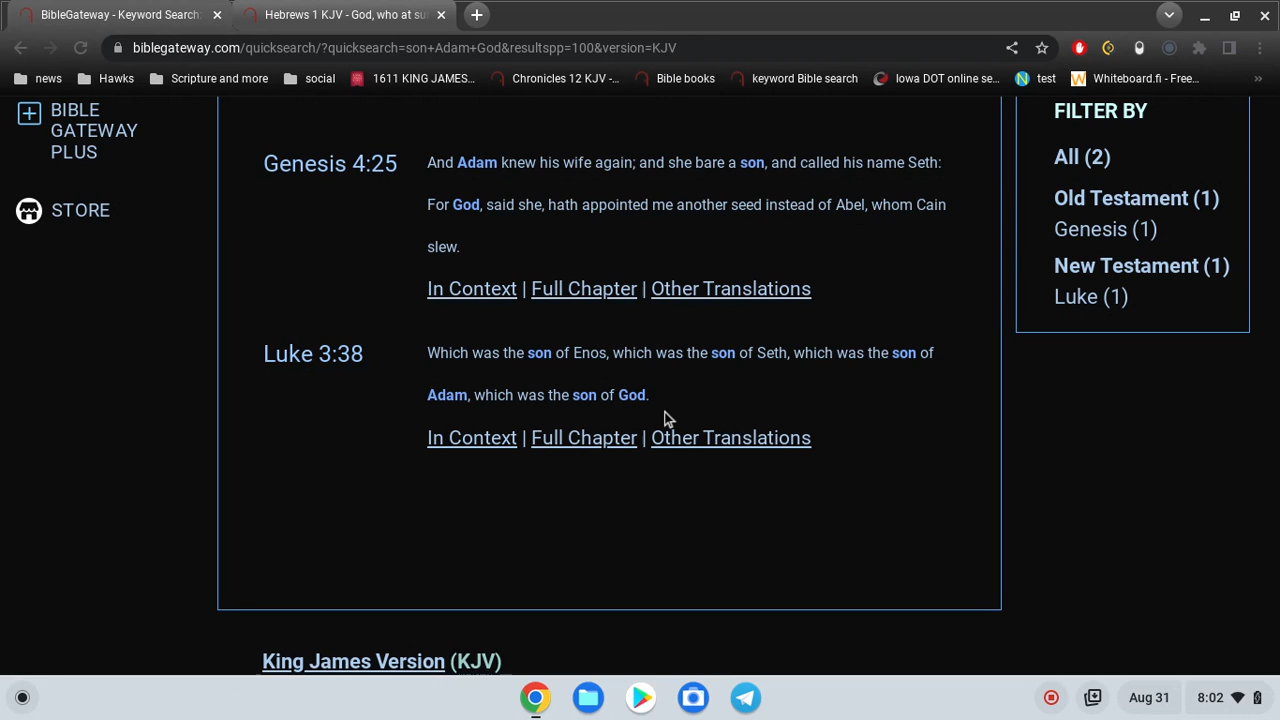 BibleGateway - Keyword Search:
Hebrews 1 KJV - God, who at su
biblegateway.com/quicksearch/?quicksearch=son+Adam+God&resultspp=100&version=KJV
news
Hawks
Scripture and more
social
1611 KING JAMES...
Chronicles 12 KJV -...
Bible books
keyword Bible search
Iowa DOT online se...
test
Whiteboard.fi - Free...
»
BIBLE
GATEWAY
PLUS
STORE
Genesis 4:25
And Adam knew his wife again; and she bare a son, and called his name Seth:
For God, said she, hath appointed me another seed instead of Abel, whom Cain
slew.
In Context | Full Chapter | Other Translations
Luke 3:38
Which was the son of Enos, which was the son of Seth, which was the son of
Adam, which was the son of God.
In Context | Full Chapter | Other Translations
King James Version (KJV)
FILTER BY
All (2)
Old Testament (1)
Genesis (1)
New Testament (1)
Luke (1)
Aug 31
8:02